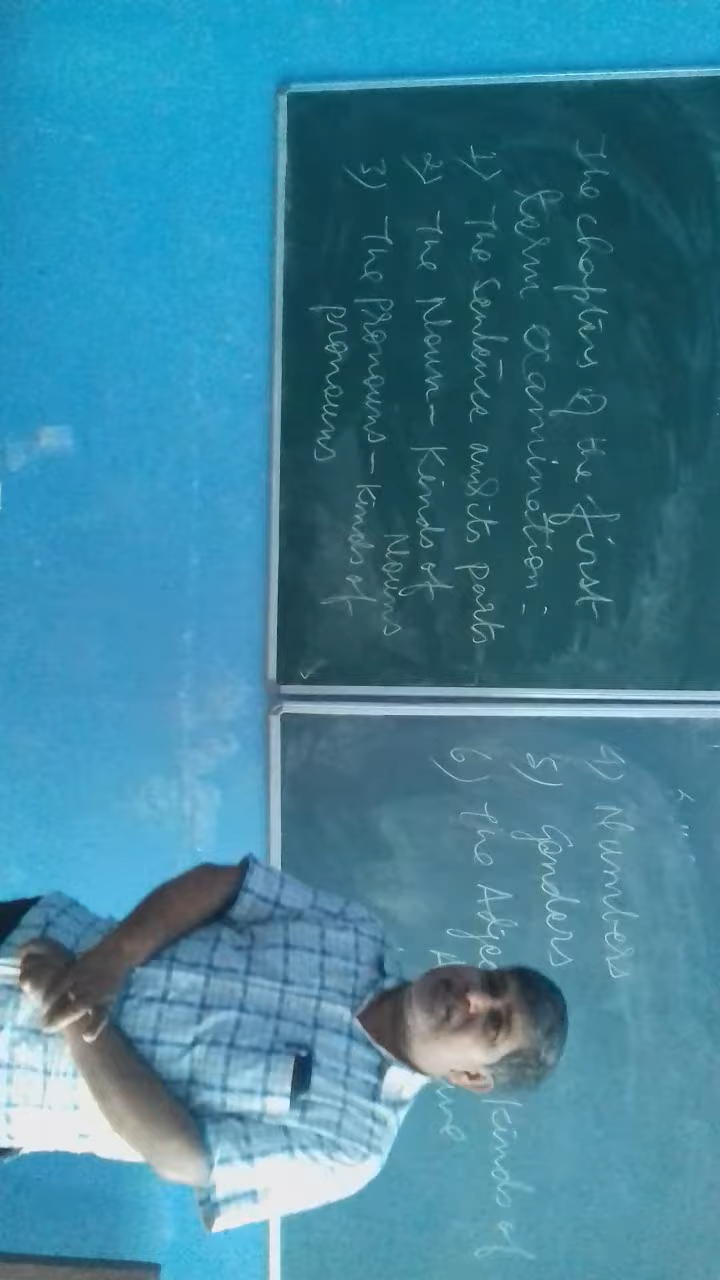 The chapters of the first
term examination:
1) The Sentence and its parts
2) The Noun - Kinds of
Nouns
3) The Pronouns - Kinds of
pronouns
4) Numbers
5) Genders
6) The Adjec Kinds of